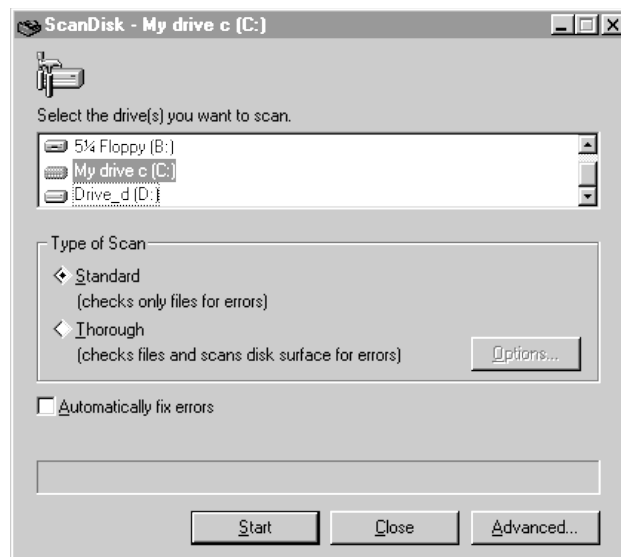 ScanDisk - My drive c (C:)
Select the drive(s) you want to scan.
5¼ Floppy (B:)
My drive c (C:)
Drive_d (D:)
Type of Scan
Standard
(checks only files for errors)
Thorough
(checks files and scans disk surface for errors)
Options...
Automatically fix errors
Start Close Advanced...